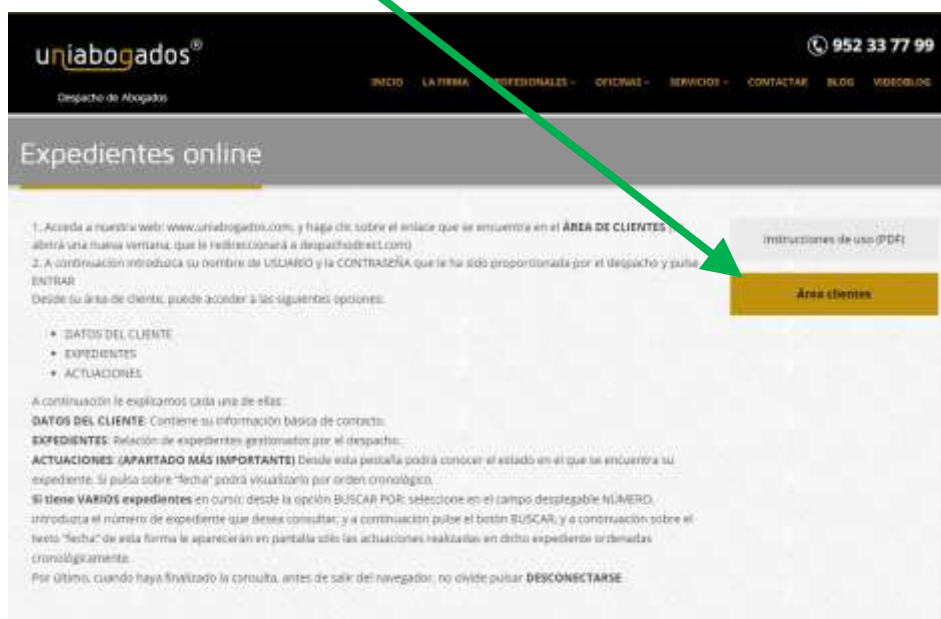 uniabogados®
Despacho de Abogados
952 33 77 99
INICIO LA FIRMA PROFESIONALES OFICINAS SERVICIOS CONTACTAR BLOG VIDEOBLOG
Expedientes online
1. Acceda a nuestra web: www.uniabogados.com, y haga clic sobre el enlace que se encuentra en el ÁREA DE CLIENTES
abrirá una nueva ventana, que le redireccionará a despachodirect.com)
2. A continuación introduzca su nombre de USUARIO y la CONTRASEÑA que le ha sido proporcionada por el despacho y pulse
ENTRAR
Desde su área de cliente, puede acceder a las siguientes opciones:
• DATOS DEL CLIENTE
• EXPEDIENTES
• ACTUACIONES
A continuación le explicamos cada una de ellas:
DATOS DEL CLIENTE: Contiene su información básica de contacto.
EXPEDIENTES: Relación de expedientes gestionados por el despacho.
ACTUACIONES: (APARTADO MÁS IMPORTANTE) Desde esta pestaña podrá conocer el estado en el que se encuentra su
expediente. Si pulsa sobre "fecha" podrá visualizarlo por orden cronológico.
Si tiene VARIOS expedientes en curso: desde la opción BUSCAR POR: seleccione en el campo desplegable NÚMERO,
introduzca el número de expediente que desea consultar, y a continuación pulse el botón BUSCAR, y a continuación sobre el
texto "fecha" de esta forma le aparecerán en pantalla sólo las actuaciones realizadas en dicho expediente ordenadas
cronológicamente.
Por último, cuando haya finalizado la consulta, antes de salir del navegador, no olvide pulsar DESCONECTARSE
Instrucciones de uso (PDF)
Área clientes